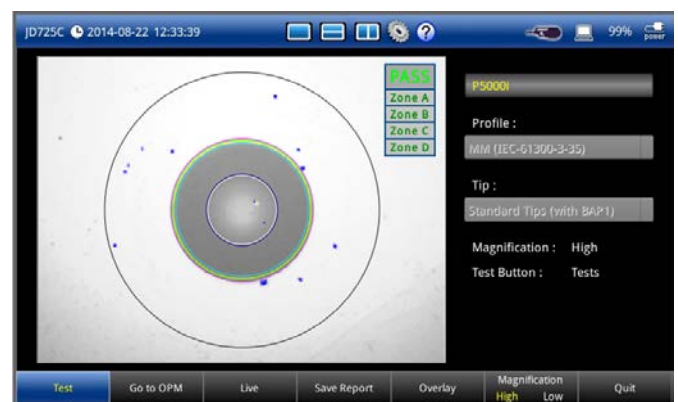 JD725C 2014-08-22 12:33:39
? 99% power
PASS
Zone A
Zone B
Zone C
Zone D
P5000i
Profile :
MM (IEC-61300-3-35)
Tip :
Standard Tips (with BAP1)
Magnification : High
Test Button : Tests
Test
Go to OPM
Live
Save Report
Overlay
Magnification
High Low
Quit